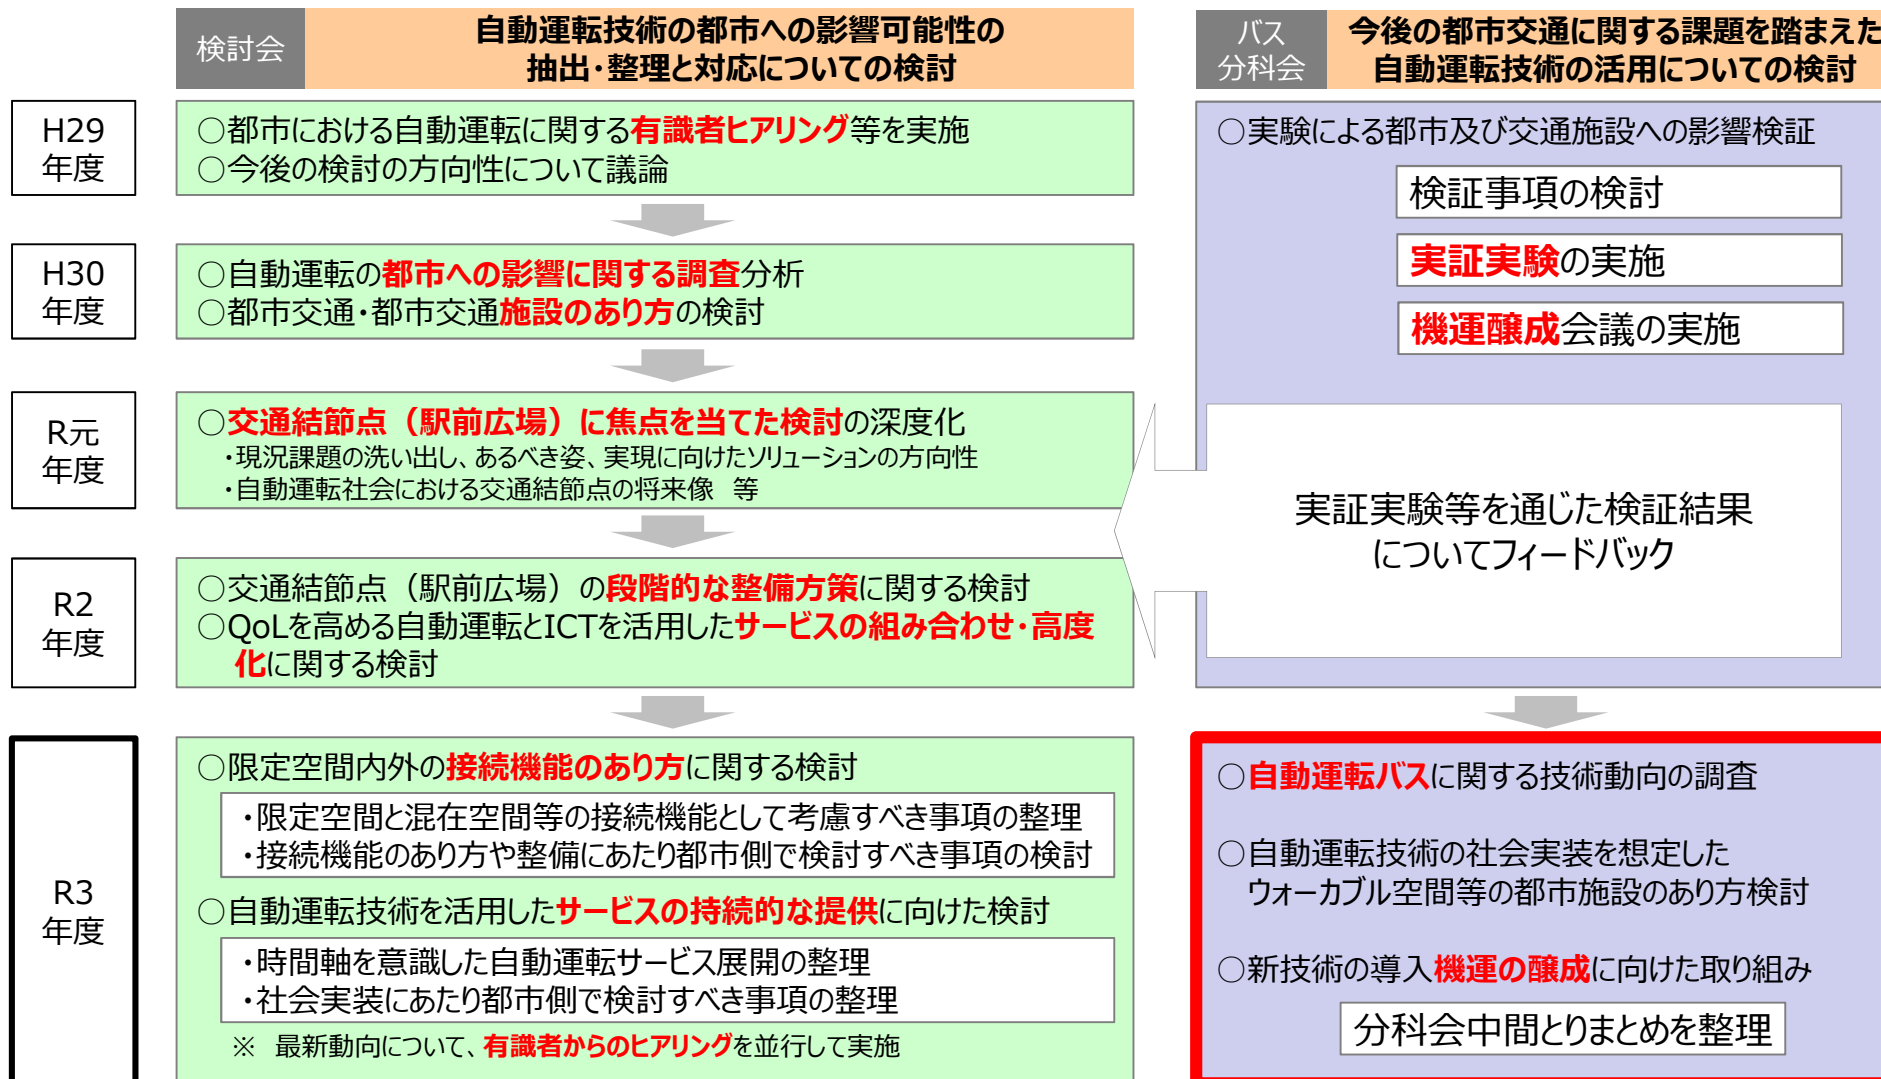 検討会
自動運転技術の都市への影響可能性の
抽出・整理と対応についての検討
バス
分科会
今後の都市交通に関する課題を踏まえた
自動運転技術の活用についての検討
H29
年度
○都市における自動運転に関する有識者ヒアリング等を実施
○今後の検討の方向性について議論
H30
年度
○自動運転の都市への影響に関する調査分析
○都市交通・都市交通施設のあり方の検討
R元
年度
○交通結節点（駅前広場）に焦点を当てた検討の深度化
・現況課題の洗い出し、あるべき姿、実現に向けたソリューションの方向性
・自動運転社会における交通結節点の将来像　等
R2
年度
○交通結節点（駅前広場）の段階的な整備方策に関する検討
○QoLを高める自動運転とICTを活用したサービスの組み合わせ・高度
化に関する検討
○実験による都市及び交通施設への影響検証
検証事項の検討
実証実験の実施
機運醸成会議の実施
実証実験等を通じた検証結果
についてフィードバック
R3
年度
○限定空間内外の接続機能のあり方に関する検討
・限定空間と混在空間等の接続機能として考慮すべき事項の整理
・接続機能のあり方や整備にあたり都市側で検討すべき事項の検討
○自動運転技術を活用したサービスの持続的な提供に向けた検討
・時間軸を意識した自動運転サービス展開の整理
・社会実装にあたり都市側で検討すべき事項の整理
※　最新動向について、有識者からのヒアリングを並行して実施
○自動運転バスに関する技術動向の調査
○自動運転技術の社会実装を想定した
ウォーカブル空間等の都市施設のあり方検討
○新技術の導入機運の醸成に向けた取り組み
分科会中間とりまとめを整理